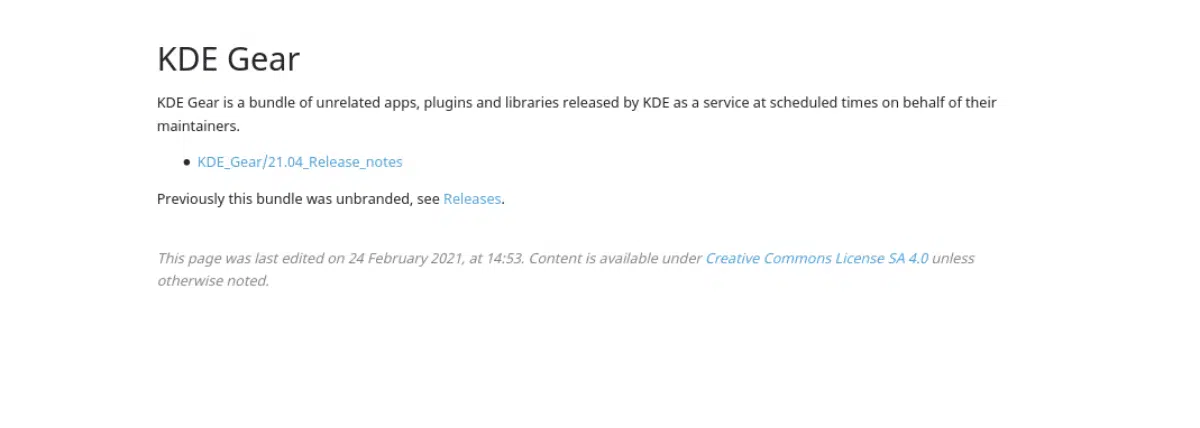 KDE Gear
KDE Gear is a bundle of unrelated apps, plugins and libraries released by KDE as a service at scheduled times on behalf of their
maintainers.
KDE_Gear/21.04_Release_notes
Previously this bundle was unbranded, see Releases.
This page was last edited on 24 February 2021, at 14:53. Content is available under Creative Commons License SA 4.0 unless
otherwise noted.